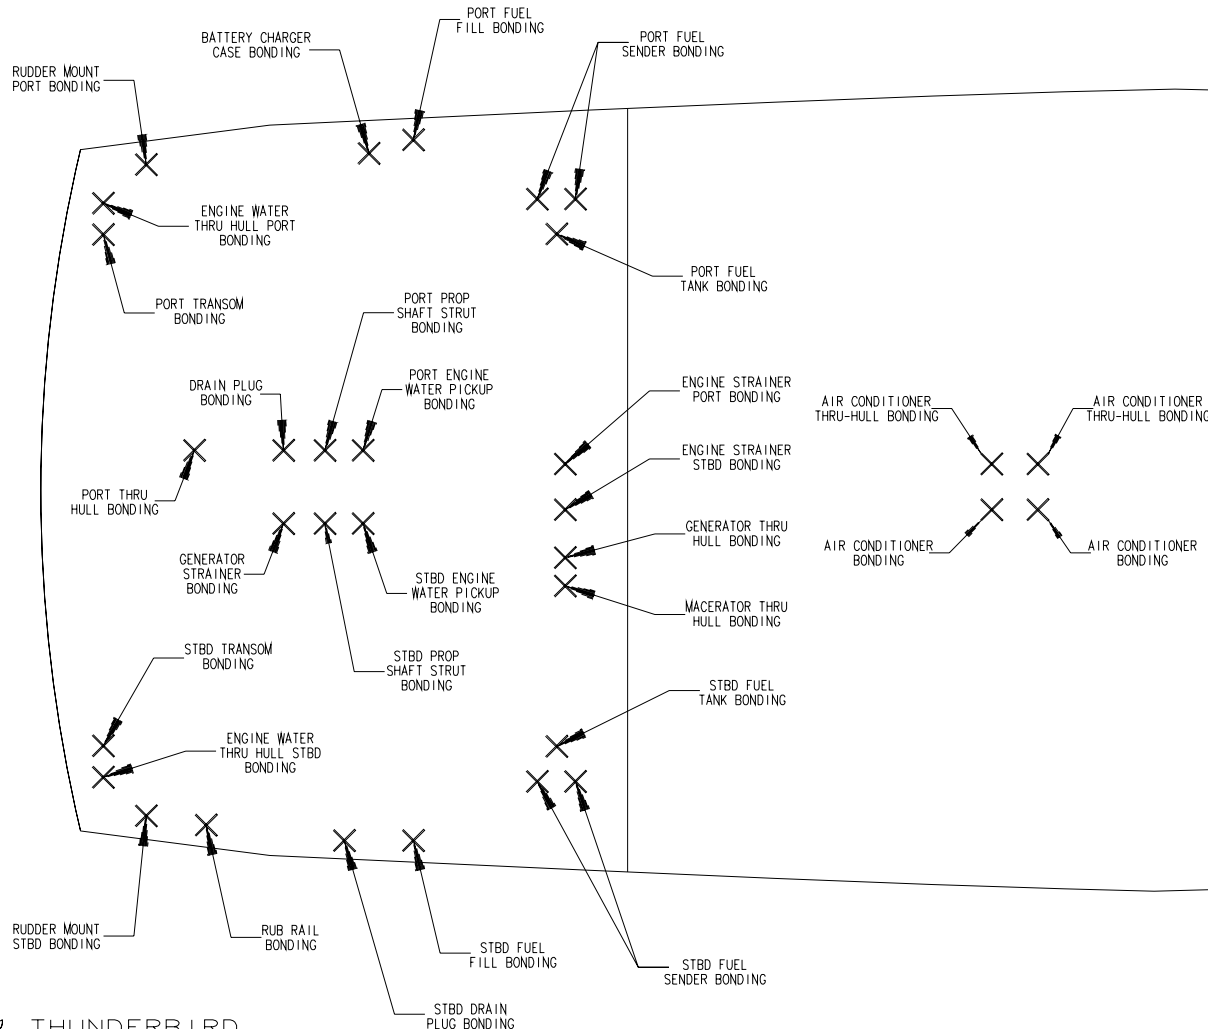 PORT FUEL
FILL BONDING
BATTERY CHARGER
CASE BONDING
PORT FUEL
SENDER BONDING
RUDDER MOUNT
PORT BONDING
ENGINE WATER
THRU HULL PORT
BONDING
PORT FUEL
TANK BONDING
PORT TRANSOM
BONDING
PORT PROP
SHAFT STRUT
BONDING
DRAIN PLUG
BONDING
PORT ENGINE
WATER PICKUP
BONDING
ENGINE STRAINER
PORT BONDING
AIR CONDITIONER
THRU-HULL BONDING
AIR CONDITIONER
THRU-HULL BONDING
ENGINE STRAINER
STBD BONDING
PORT THRU
HULL BONDING
GENERATOR THRU
HULL BONDING
AIR CONDITIONER
BONDING
AIR CONDITIONER
BONDING
GENERATOR
STRAINER
BONDING
STBD ENGINE
WATER PICKUP
BONDING
MACERATOR THRU
HULL BONDING
STBD TRANSOM
BONDING
STBD PROP
SHAFT STRUT
BONDING
STBD FUEL
TANK BONDING
ENGINE WATER
THRU HULL STBD
BONDING
RUDDER MOUNT
STBD BONDING
RUB RAIL
BONDING
STBD FUEL
FILL BONDING
STBD FUEL
SENDER BONDING
STBD DRAIN
PLUG BONDING
THUNDERBIRD